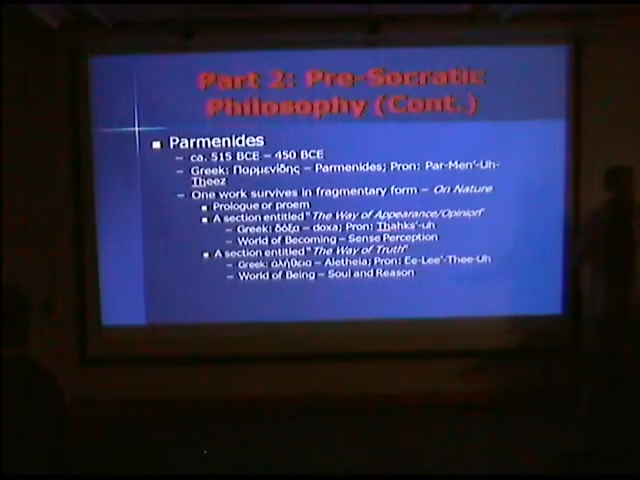 Part 2: Pre-Socratic
Philosophy (Cont.)
Parmenides
– ca. 515 BCE – 450 BCE
– Greek: Παρμενίδης – Parmenides; Pron: Par-Men'-Uh-
Theez
– One work survives in fragmentary form – On Nature
Prologue or proem
A section entitled "The Way of Appearance/Opinion"
– Greek: δόξα – doxa; Pron: Thahks'-uh
– World of Becoming – Sense Perception
A section entitled "The Way of Truth"
– Greek: αλήθεια – Aletheia; Pron: Ee-Lee'-Thee-Uh
– World of Being – Soul and Reason